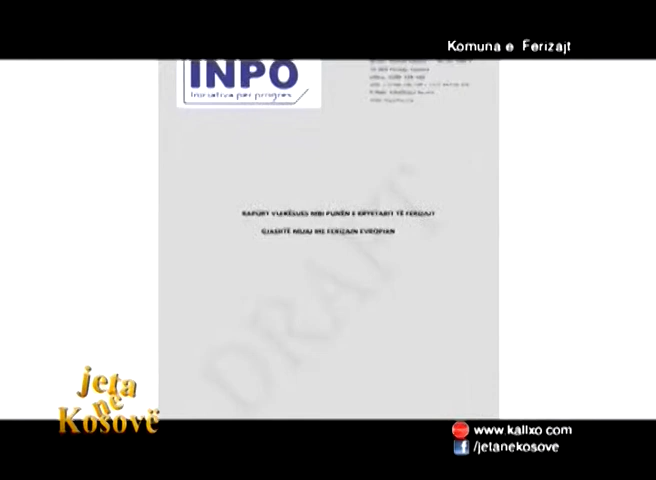 Komuna e Ferizajt
INPO
Iniciativa për progres
RAPORT VLERËSUES MBI PUNËN E KRYETARIT TË FERIZAJT
GJASHTË MUAJ ME FERIZAJN EVROPIAN
DRAFT
jeta
në
Kosovë
www.kallxo.com
/jetanekosove